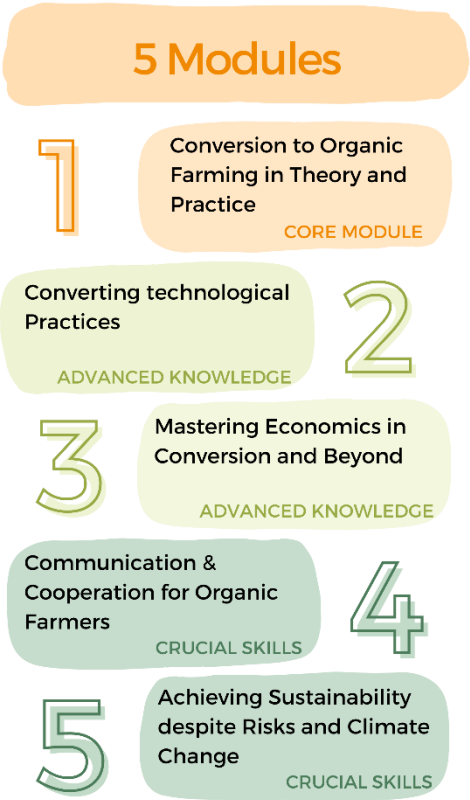 5 Modules
1
Conversion to Organic
Farming in Theory and
Practice
CORE MODULE
Converting technological
Practices
ADVANCED KNOWLEDGE
2
3
Mastering Economics in
Conversion and Beyond
ADVANCED KNOWLEDGE
Communication &
Cooperation for Organic
Farmers
CRUCIAL SKILLS
4
5
Achieving Sustainability
despite Risks and Climate
Change
CRUCIAL SKILLS